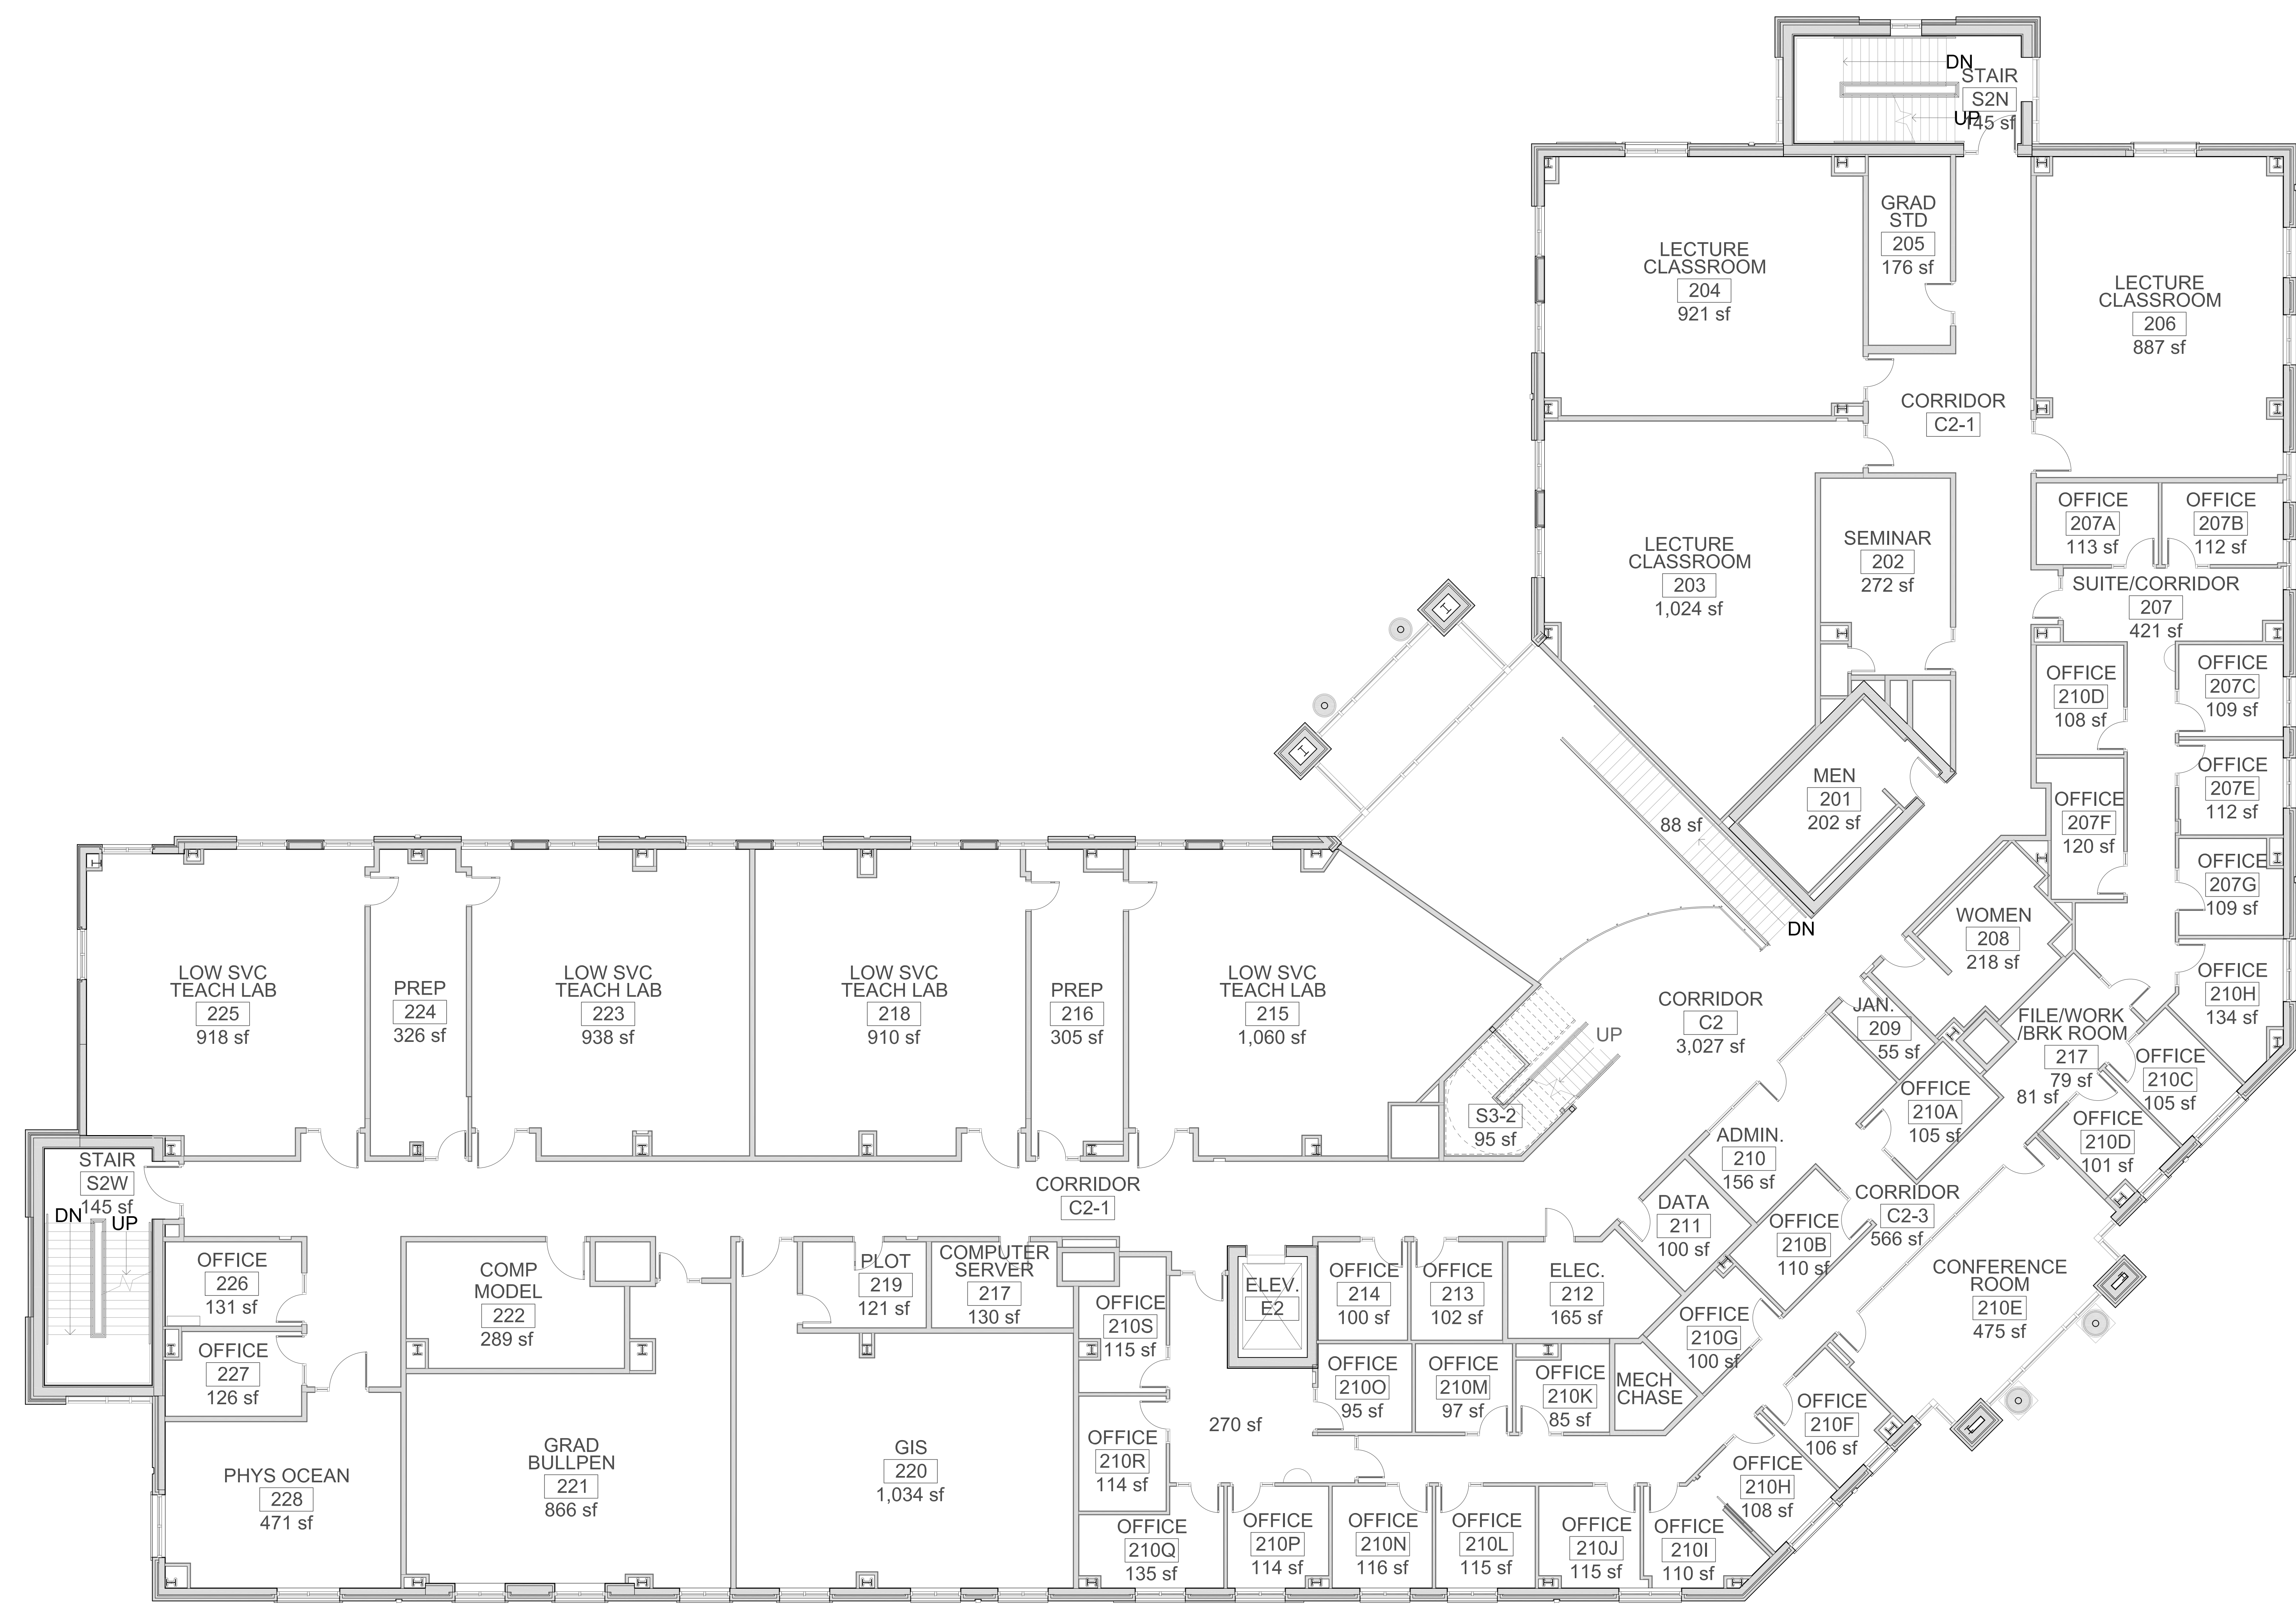 DN
STAIR
S2N
UP
145 sf
GRAD
STD
205
176 sf
LECTURE
CLASSROOM
204
921 sf
LECTURE
CLASSROOM
206
887 sf
CORRIDOR
C2-1
OFFICE
207A
113 sf
OFFICE
207B
112 sf
SEMINAR
202
272 sf
LECTURE
CLASSROOM
203
1,024 sf
SUITE/CORRIDOR
207
421 sf
OFFICE
207C
109 sf
OFFICE
210D
108 sf
OFFICE
207E
112 sf
MEN
201
202 sf
OFFICE
207F
120 sf
88 sf
OFFICE
207G
109 sf
WOMEN
208
218 sf
DN
OFFICE
210H
134 sf
LOW SVC
TEACH LAB
225
918 sf
PREP
224
326 sf
LOW SVC
TEACH LAB
223
938 sf
LOW SVC
TEACH LAB
218
910 sf
PREP
216
305 sf
LOW SVC
TEACH LAB
215
1,060 sf
CORRIDOR
C2
3,027 sf
UP
JAN.
209
55 sf
FILE/WORK
/BRK ROOM
217
79 sf
81 sf
OFFICE
210C
105 sf
OFFICE
210A
105 sf
S3-2
95 sf
OFFICE
210D
101 sf
ADMIN.
210
156 sf
STAIR
S2W
145 sf
DN
UP
CORRIDOR
C2-1
DATA
211
100 sf
CORRIDOR
C2-3
566 sf
OFFICE
210B
110 sf
OFFICE
226
131 sf
COMP
MODEL
222
289 sf
PLOT
219
121 sf
COMPUTER
SERVER
217
130 sf
OFFICE
210S
115 sf
ELEV.
E2
OFFICE
214
100 sf
OFFICE
213
102 sf
ELEC.
212
165 sf
CONFERENCE
ROOM
210E
475 sf
OFFICE
210G
100 sf
OFFICE
227
126 sf
OFFICE
210O
95 sf
OFFICE
210M
97 sf
OFFICE
210K
85 sf
MECH
CHASE
OFFICE
210F
106 sf
270 sf
OFFICE
210R
114 sf
GRAD
BULLPEN
221
866 sf
GIS
220
1,034 sf
PHYS OCEAN
228
471 sf
OFFICE
210H
108 sf
OFFICE
210Q
135 sf
OFFICE
210P
114 sf
OFFICE
210N
116 sf
OFFICE
210L
115 sf
OFFICE
210J
115 sf
OFFICE
210I
110 sf